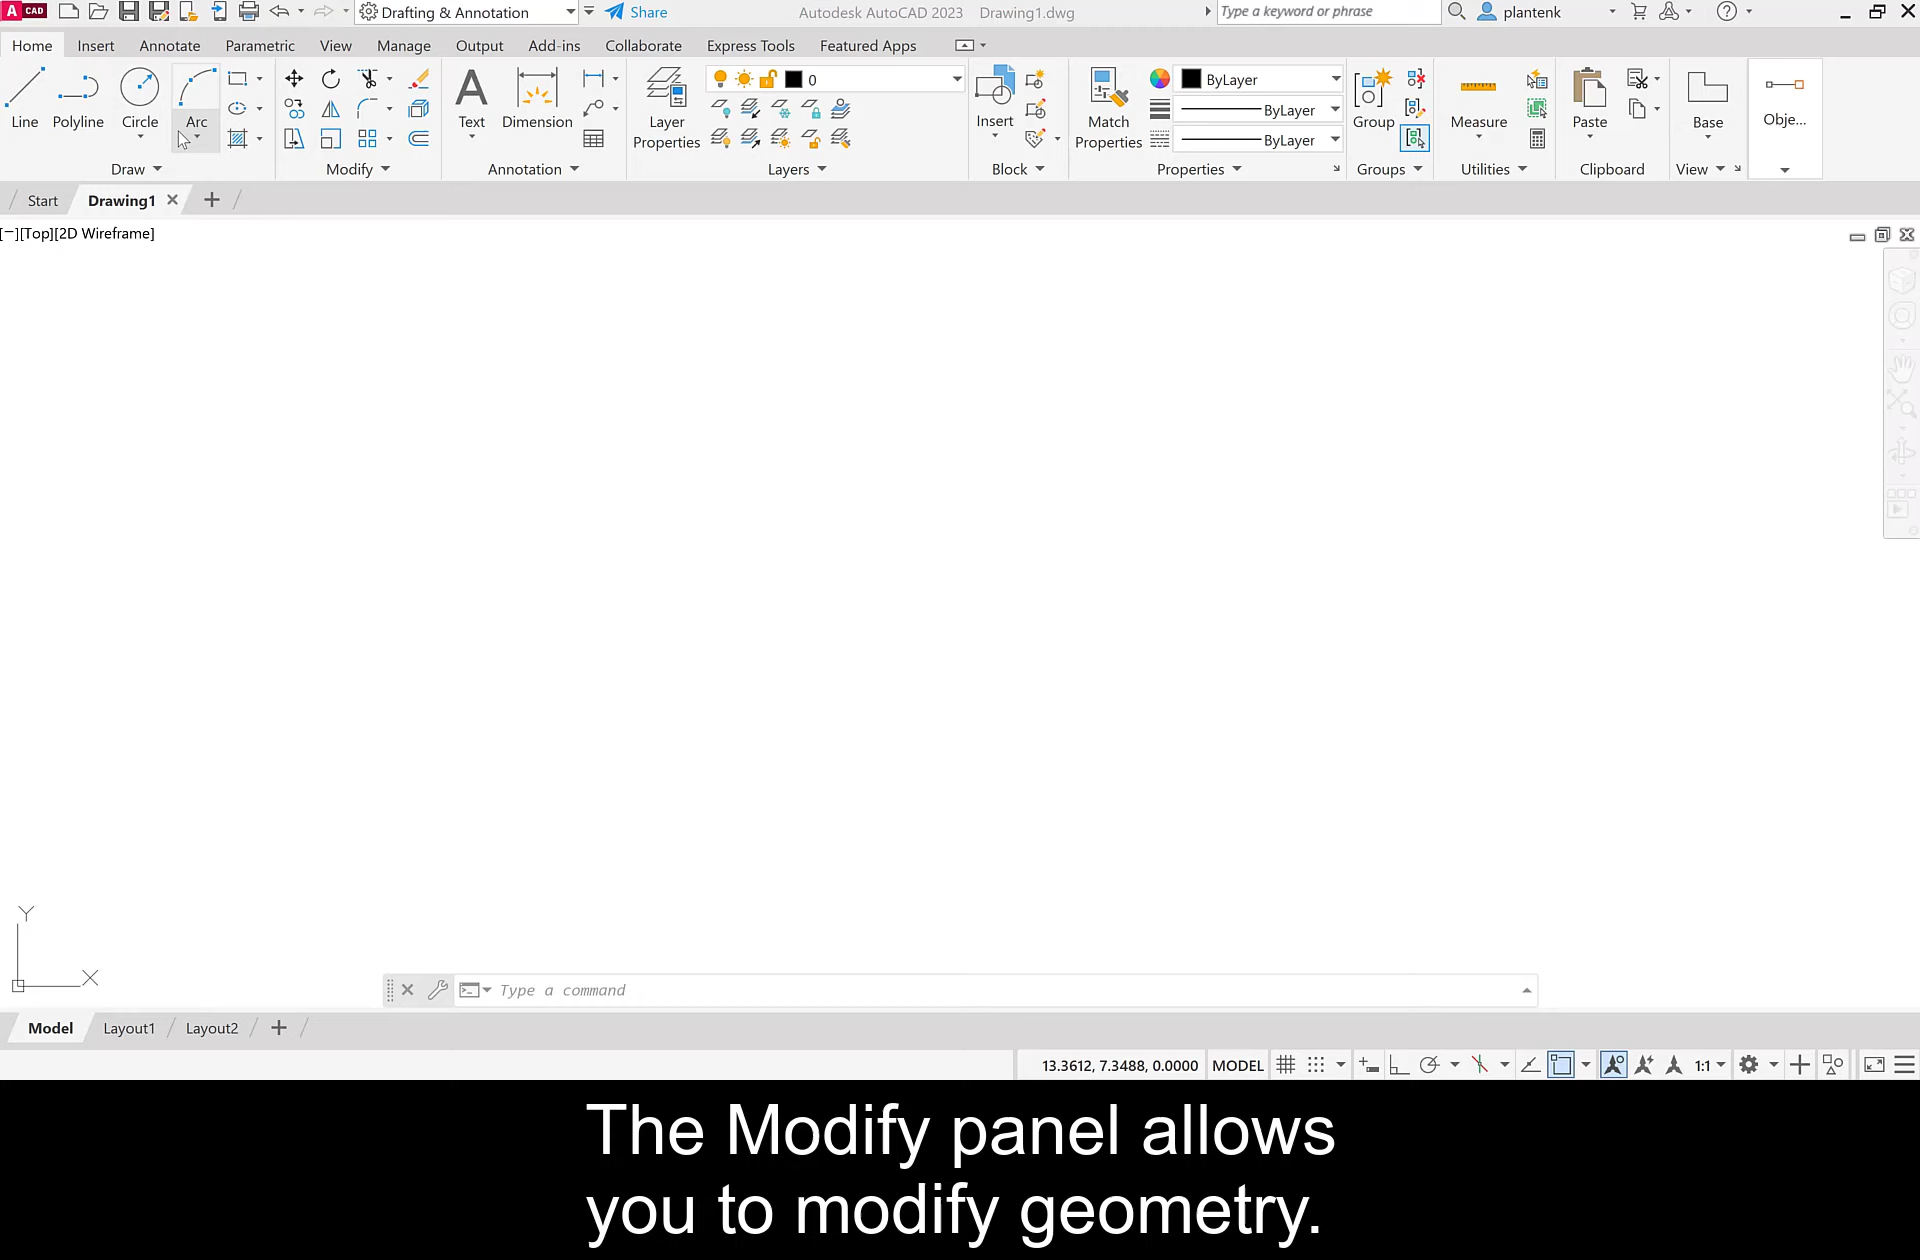 A CAD Drafting & Annotation Share Autodesk AutoCAD 2023 Drawing1.dwg Type a keyword or phrase plantenk
Home Insert Annotate Parametric View Manage Output Add-ins Collaborate Express Tools Featured Apps
0 ByLayer
Line Polyline Circle Arc Text Dimension Layer Properties Insert Match Properties ByLayer Group Measure Paste Base Obje...
ByLayer
Draw Modify Annotation Layers Block Properties Groups Utilities Clipboard View
Start Drawing1
[−][Top][2D Wireframe]
Y
X
Type a command
Model Layout1 Layout2
13.3612, 7.3488, 0.0000 MODEL 1:1
The Modify panel allows
you to modify geometry.